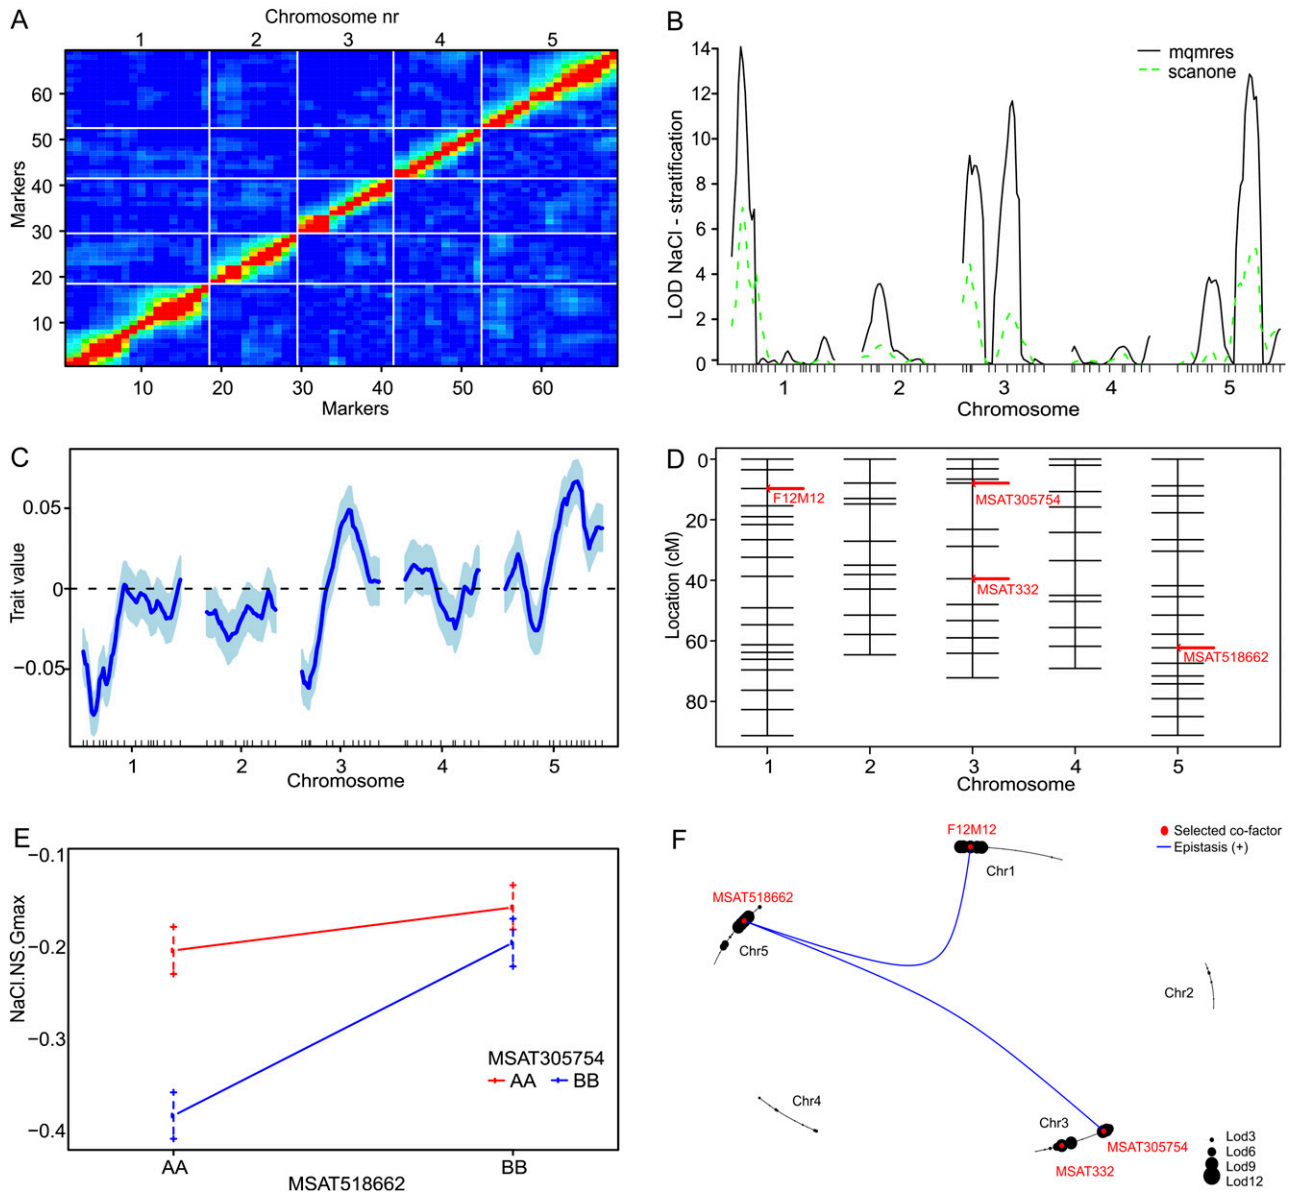 A
Chromosome nr
1 2 3 4 5
60
50
40
30
20
10
Markers
10 20 30 40 50 60
Markers
B
14
12
10
8
6
4
2
0
LOD NaCl - stratification
mqmres
scanone
1 2 3 4 5
Chromosome
C
0.05
0
−0.05
Trait value
1 2 3 4 5
Chromosome
D
0
20
40
60
80
Location (cM)
F12M12
MSAT305754
MSAT332
MSAT518662
1 2 3 4 5
Chromosome
E
−0.1
−0.2
−0.3
−0.4
NaCl.NS.Gmax
MSAT305754
AA BB
AA BB
MSAT518662
F
F12M12
Selected co-factor
Epistasis (+)
Chr1
MSAT518662
Chr5
Chr2
Chr4
Chr3
MSAT305754
MSAT332
Lod3
Lod6
Lod9
Lod12